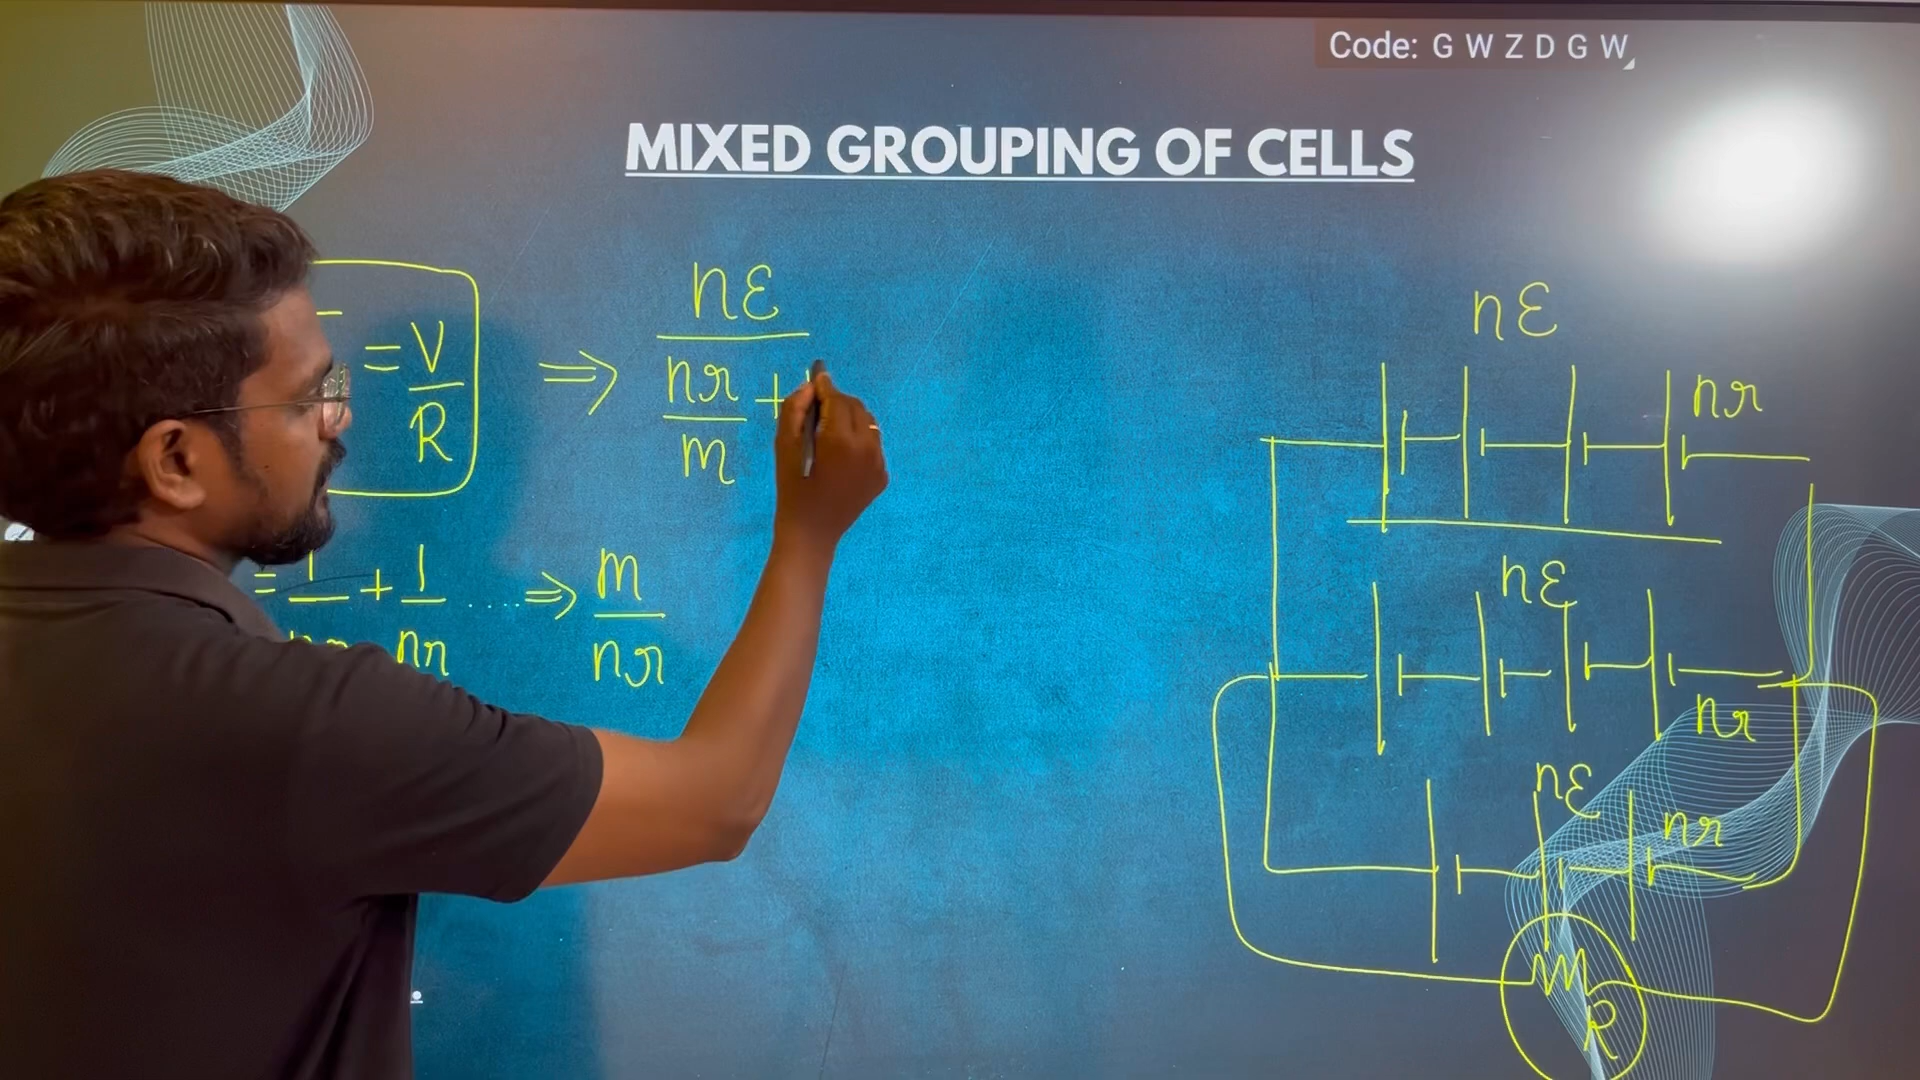 Code: G W Z D G W
MIXED GROUPING OF CELLS
= V/R ⇒ nε / (nr/m +
= 1/ + 1/nr ..... ⇒ m/nr
nε
nr
nε
nr
nε
nr
R